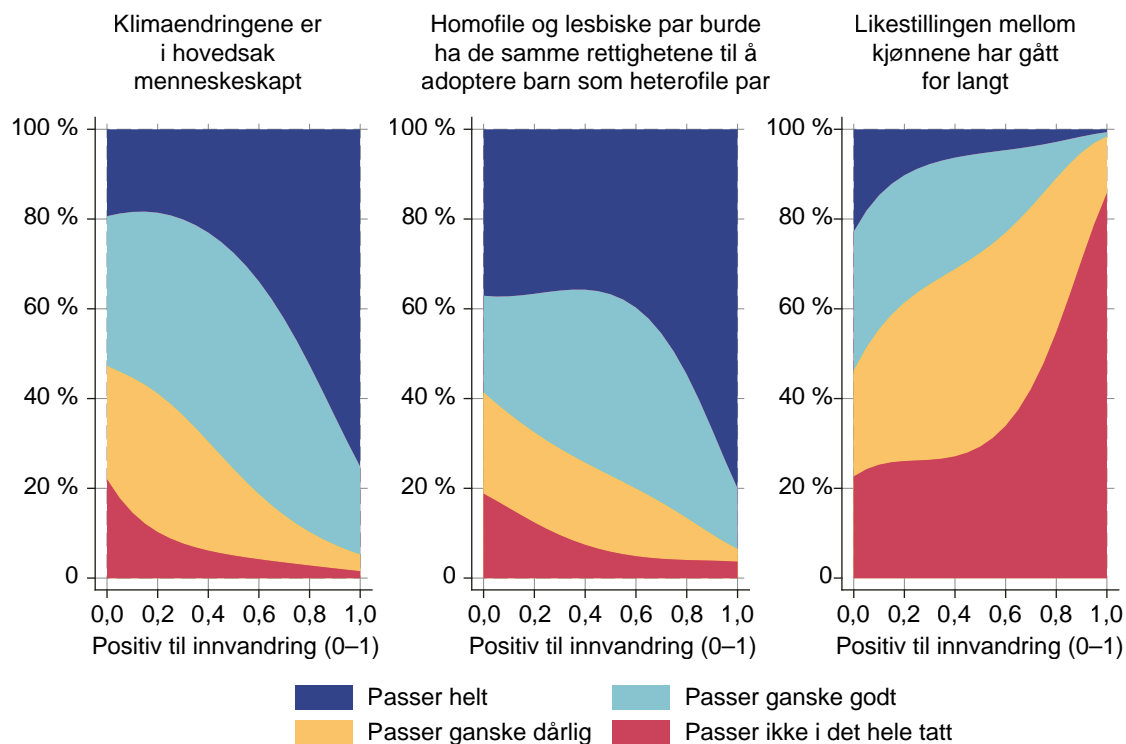 Klimaendringene er
i hovedsak
menneskeskapt
Homofile og lesbiske par burde
ha de samme rettighetene til å
adoptere barn som heterofile par
Likestillingen mellom
kjønnene har gått
for langt
100 %
80 %
60 %
40 %
20 %
0
0,0 0,2 0,4 0,6 0,8 1,0
Positiv til innvandring (0–1)
100 %
80 %
60 %
40 %
20 %
0
0,0 0,2 0,4 0,6 0,8 1,0
Positiv til innvandring (0–1)
100 %
80 %
60 %
40 %
20 %
0
0,0 0,2 0,4 0,6 0,8 1,0
Positiv til innvandring (0–1)
Passer helt
Passer ganske godt
Passer ganske dårlig
Passer ikke i det hele tatt